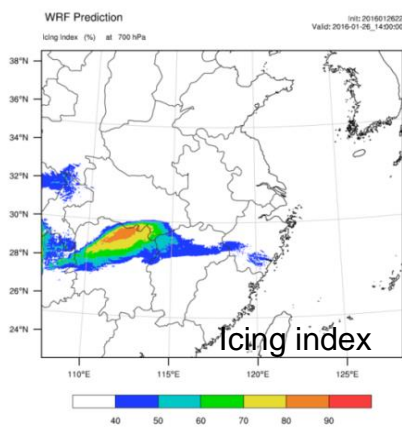 WRF Prediction
Init: 2016012622
Valid: 2016-01-26_14:00:00
Icing Index (%) at 700 hPa
38°N
36°N
34°N
32°N
30°N
28°N
26°N
24°N
Icing index
110°E 115°E 120°E 125°E
40 50 60 70 80 90